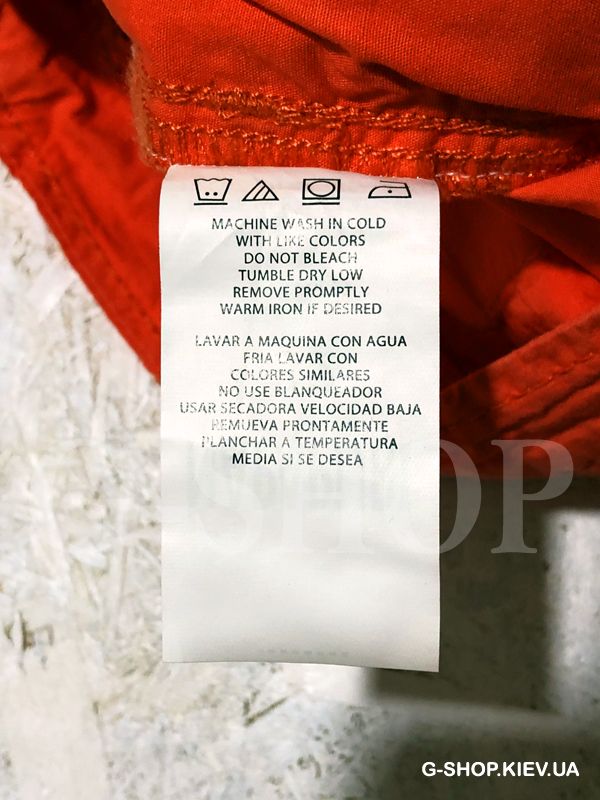 MACHINE WASH IN COLD
WITH LIKE COLORS
DO NOT BLEACH
TUMBLE DRY LOW
REMOVE PROMPTLY
WARM IRON IF DESIRED
LAVAR A MAQUINA CON AGUA
FRIA LAVAR CON
COLORES SIMILARES
NO USE BLANQUEADOR
USAR SECADORA VELOCIDAD BAJA
REMUEVA PRONTAMENTE
PLANCHAR A TEMPERATURA
MEDIA SI SE DESEA
G-SHOP
G-SHOP.KIEV.UA